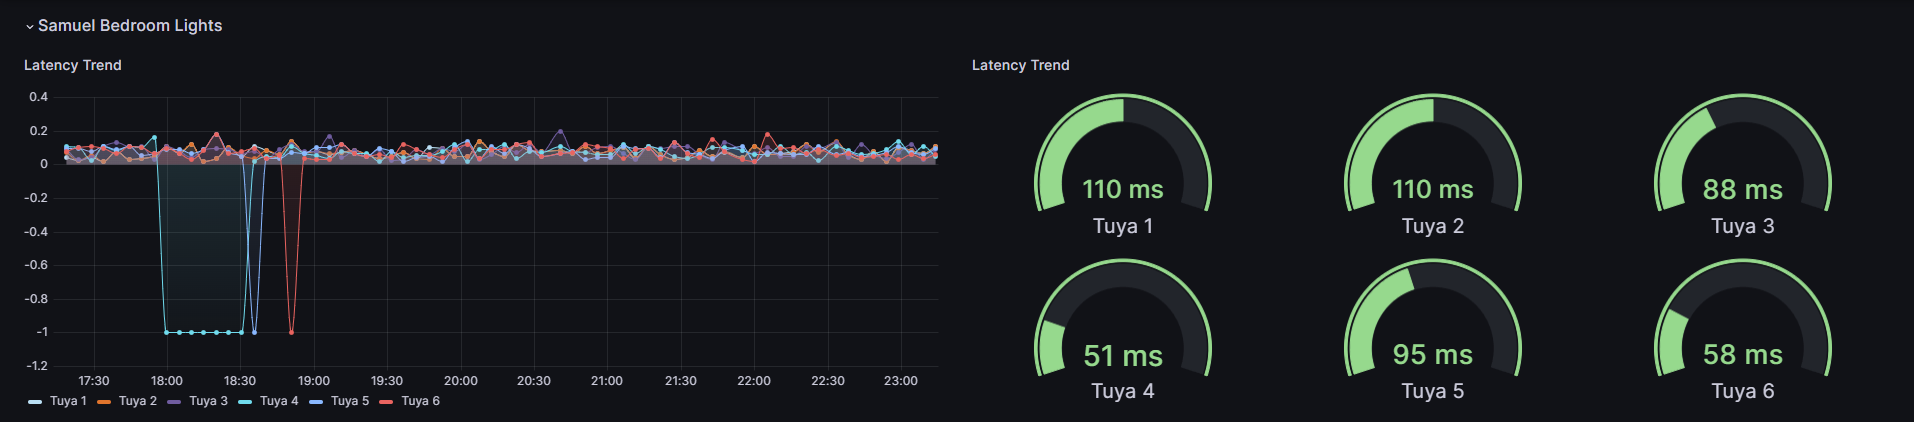 Samuel Bedroom Lights
Latency Trend
0.4
0.2
0
-0.2
-0.4
-0.6
-0.8
-1
-1.2
17:30 18:00 18:30 19:00 19:30 20:00 20:30 21:00 21:30 22:00 22:30 23:00
Tuya 1 Tuya 2 Tuya 3 Tuya 4 Tuya 5 Tuya 6
Latency Trend
110 ms
Tuya 1
110 ms
Tuya 2
88 ms
Tuya 3
51 ms
Tuya 4
95 ms
Tuya 5
58 ms
Tuya 6